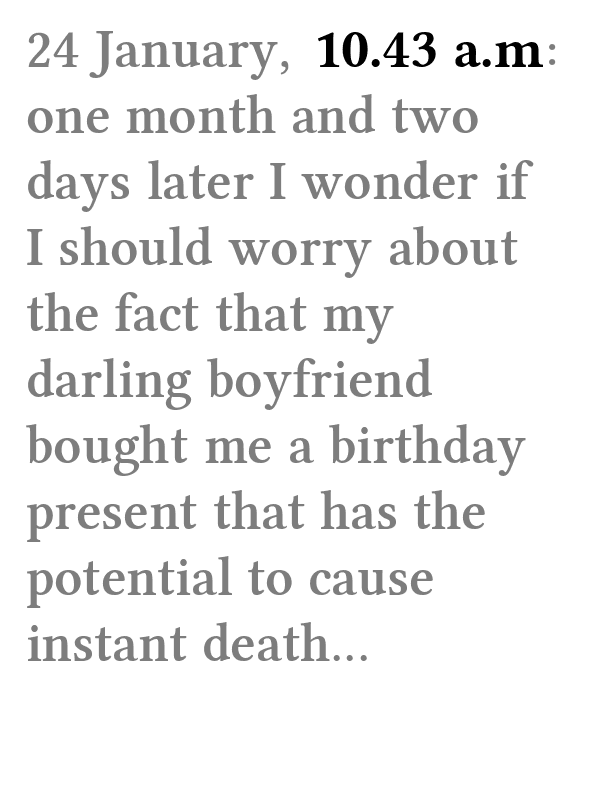 24 January, 10.43 a.m:
one month and two
days later I wonder if
I should worry about
the fact that my
darling boyfriend
bought me a birthday
present that has the
potential to cause
instant death...